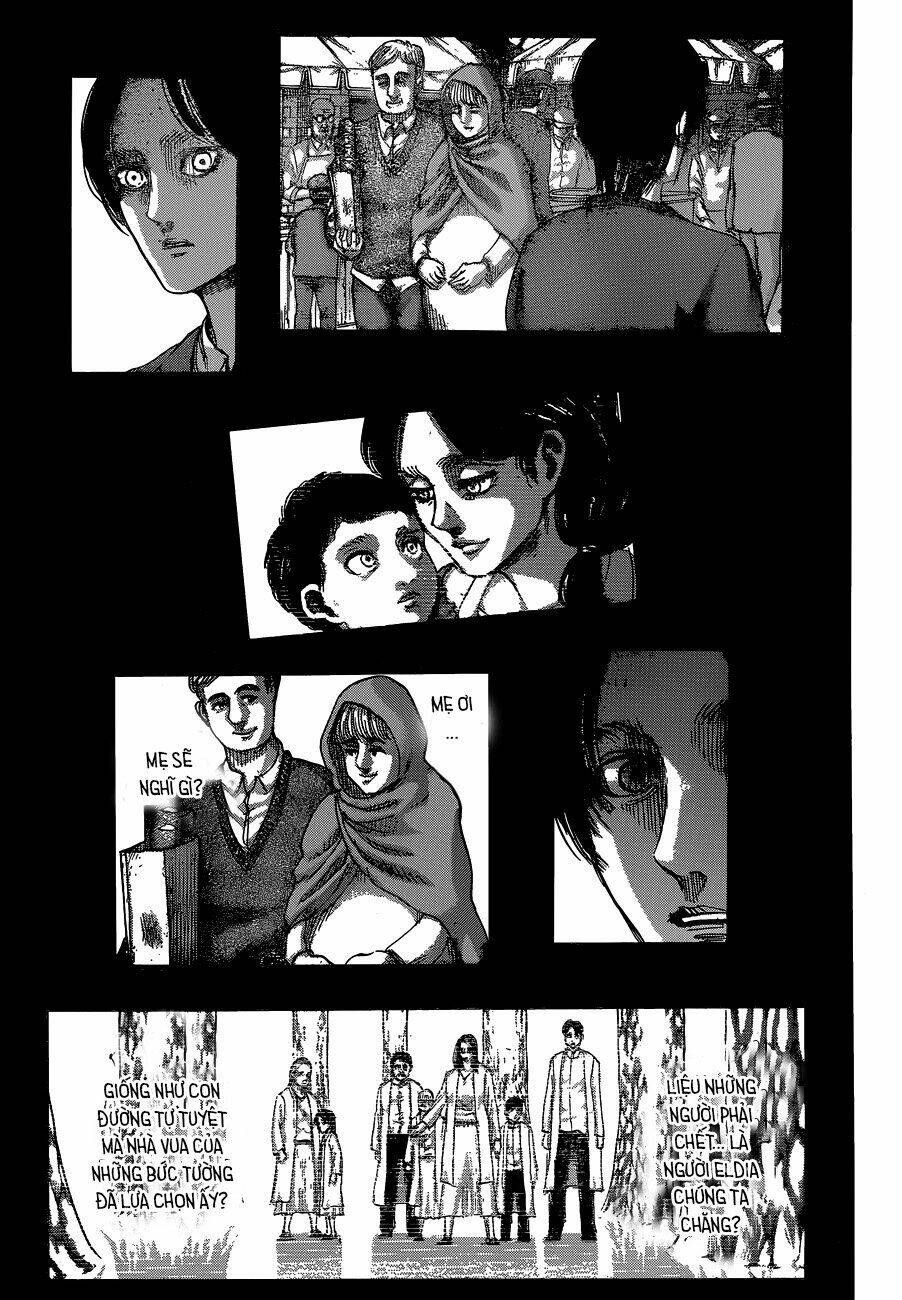 MẸ ƠI
...
MẸ SẼ
NGHĨ GÌ?
LIỆU NHỮNG
NGƯỜI PHẢI
CHẾT... LÀ
NGƯỜI ELDIA
CHÚNG TA
CHĂNG?
GIỐNG NHƯ CON
ĐƯỜNG TỰ TUYỆT
MÀ NHÀ VUA CỦA
NHỮNG BỨC TƯỜNG
ĐÃ LỰA CHỌN ẤY?